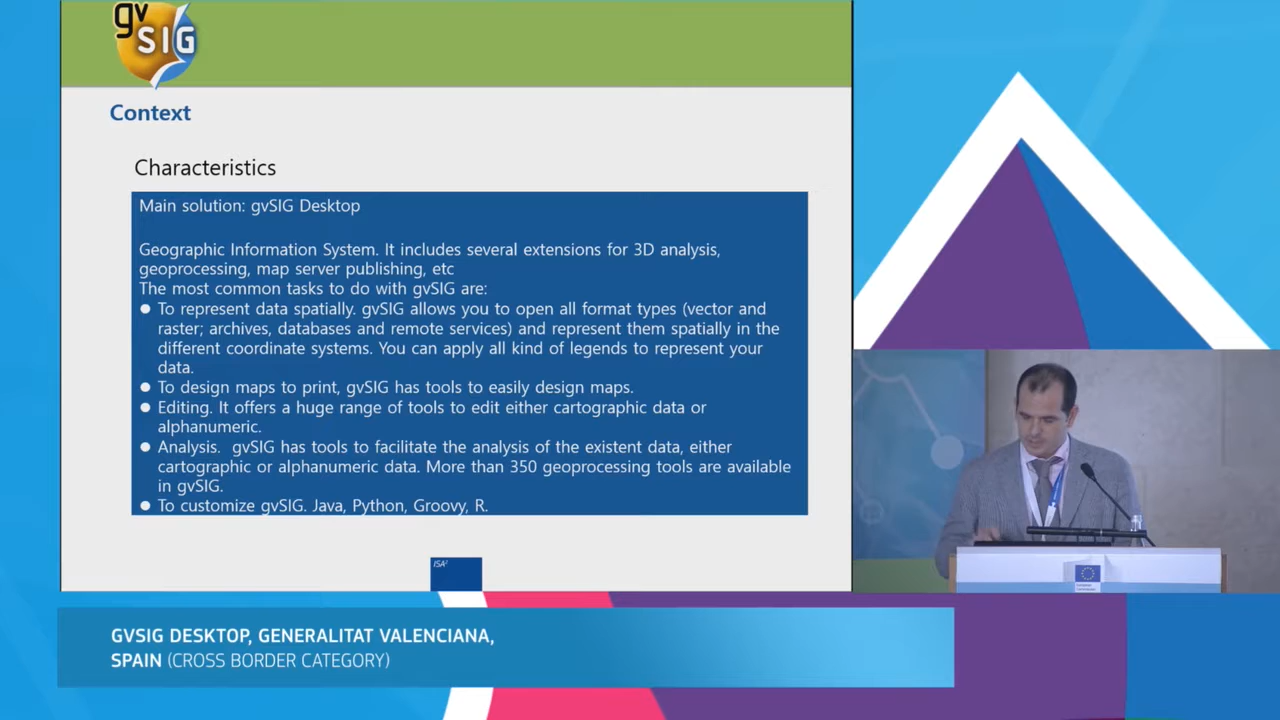 gv
SIG
Context
Characteristics
Main solution: gvSIG Desktop
Geographic Information System. It includes several extensions for 3D analysis,
geoprocessing, map server publishing, etc
The most common tasks to do with gvSIG are:
● To represent data spatially. gvSIG allows you to open all format types (vector and
raster; archives, databases and remote services) and represent them spatially in the
different coordinate systems. You can apply all kind of legends to represent your
data.
● To design maps to print, gvSIG has tools to easily design maps.
● Editing. It offers a huge range of tools to edit either cartographic data or
alphanumeric.
● Analysis. gvSIG has tools to facilitate the analysis of the existent data, either
cartographic or alphanumeric data. More than 350 geoprocessing tools are available
in gvSIG.
● To customize gvSIG. Java, Python, Groovy, R.
ISA²
GVSIG DESKTOP, GENERALITAT VALENCIANA,
SPAIN (CROSS BORDER CATEGORY)